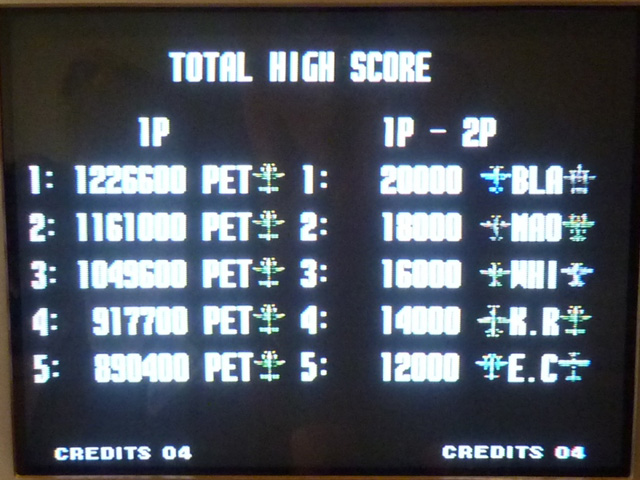 TOTAL HIGH SCORE
1P 1P - 2P
1: 1226600 PET 1: 20000 BLA
2: 1161000 PET 2: 18000 MAO
3: 1049600 PET 3: 16000 WHI
4: 917700 PET 4: 14000 K.R
5: 890400 PET 5: 12000 E.C
CREDITS 04 CREDITS 04